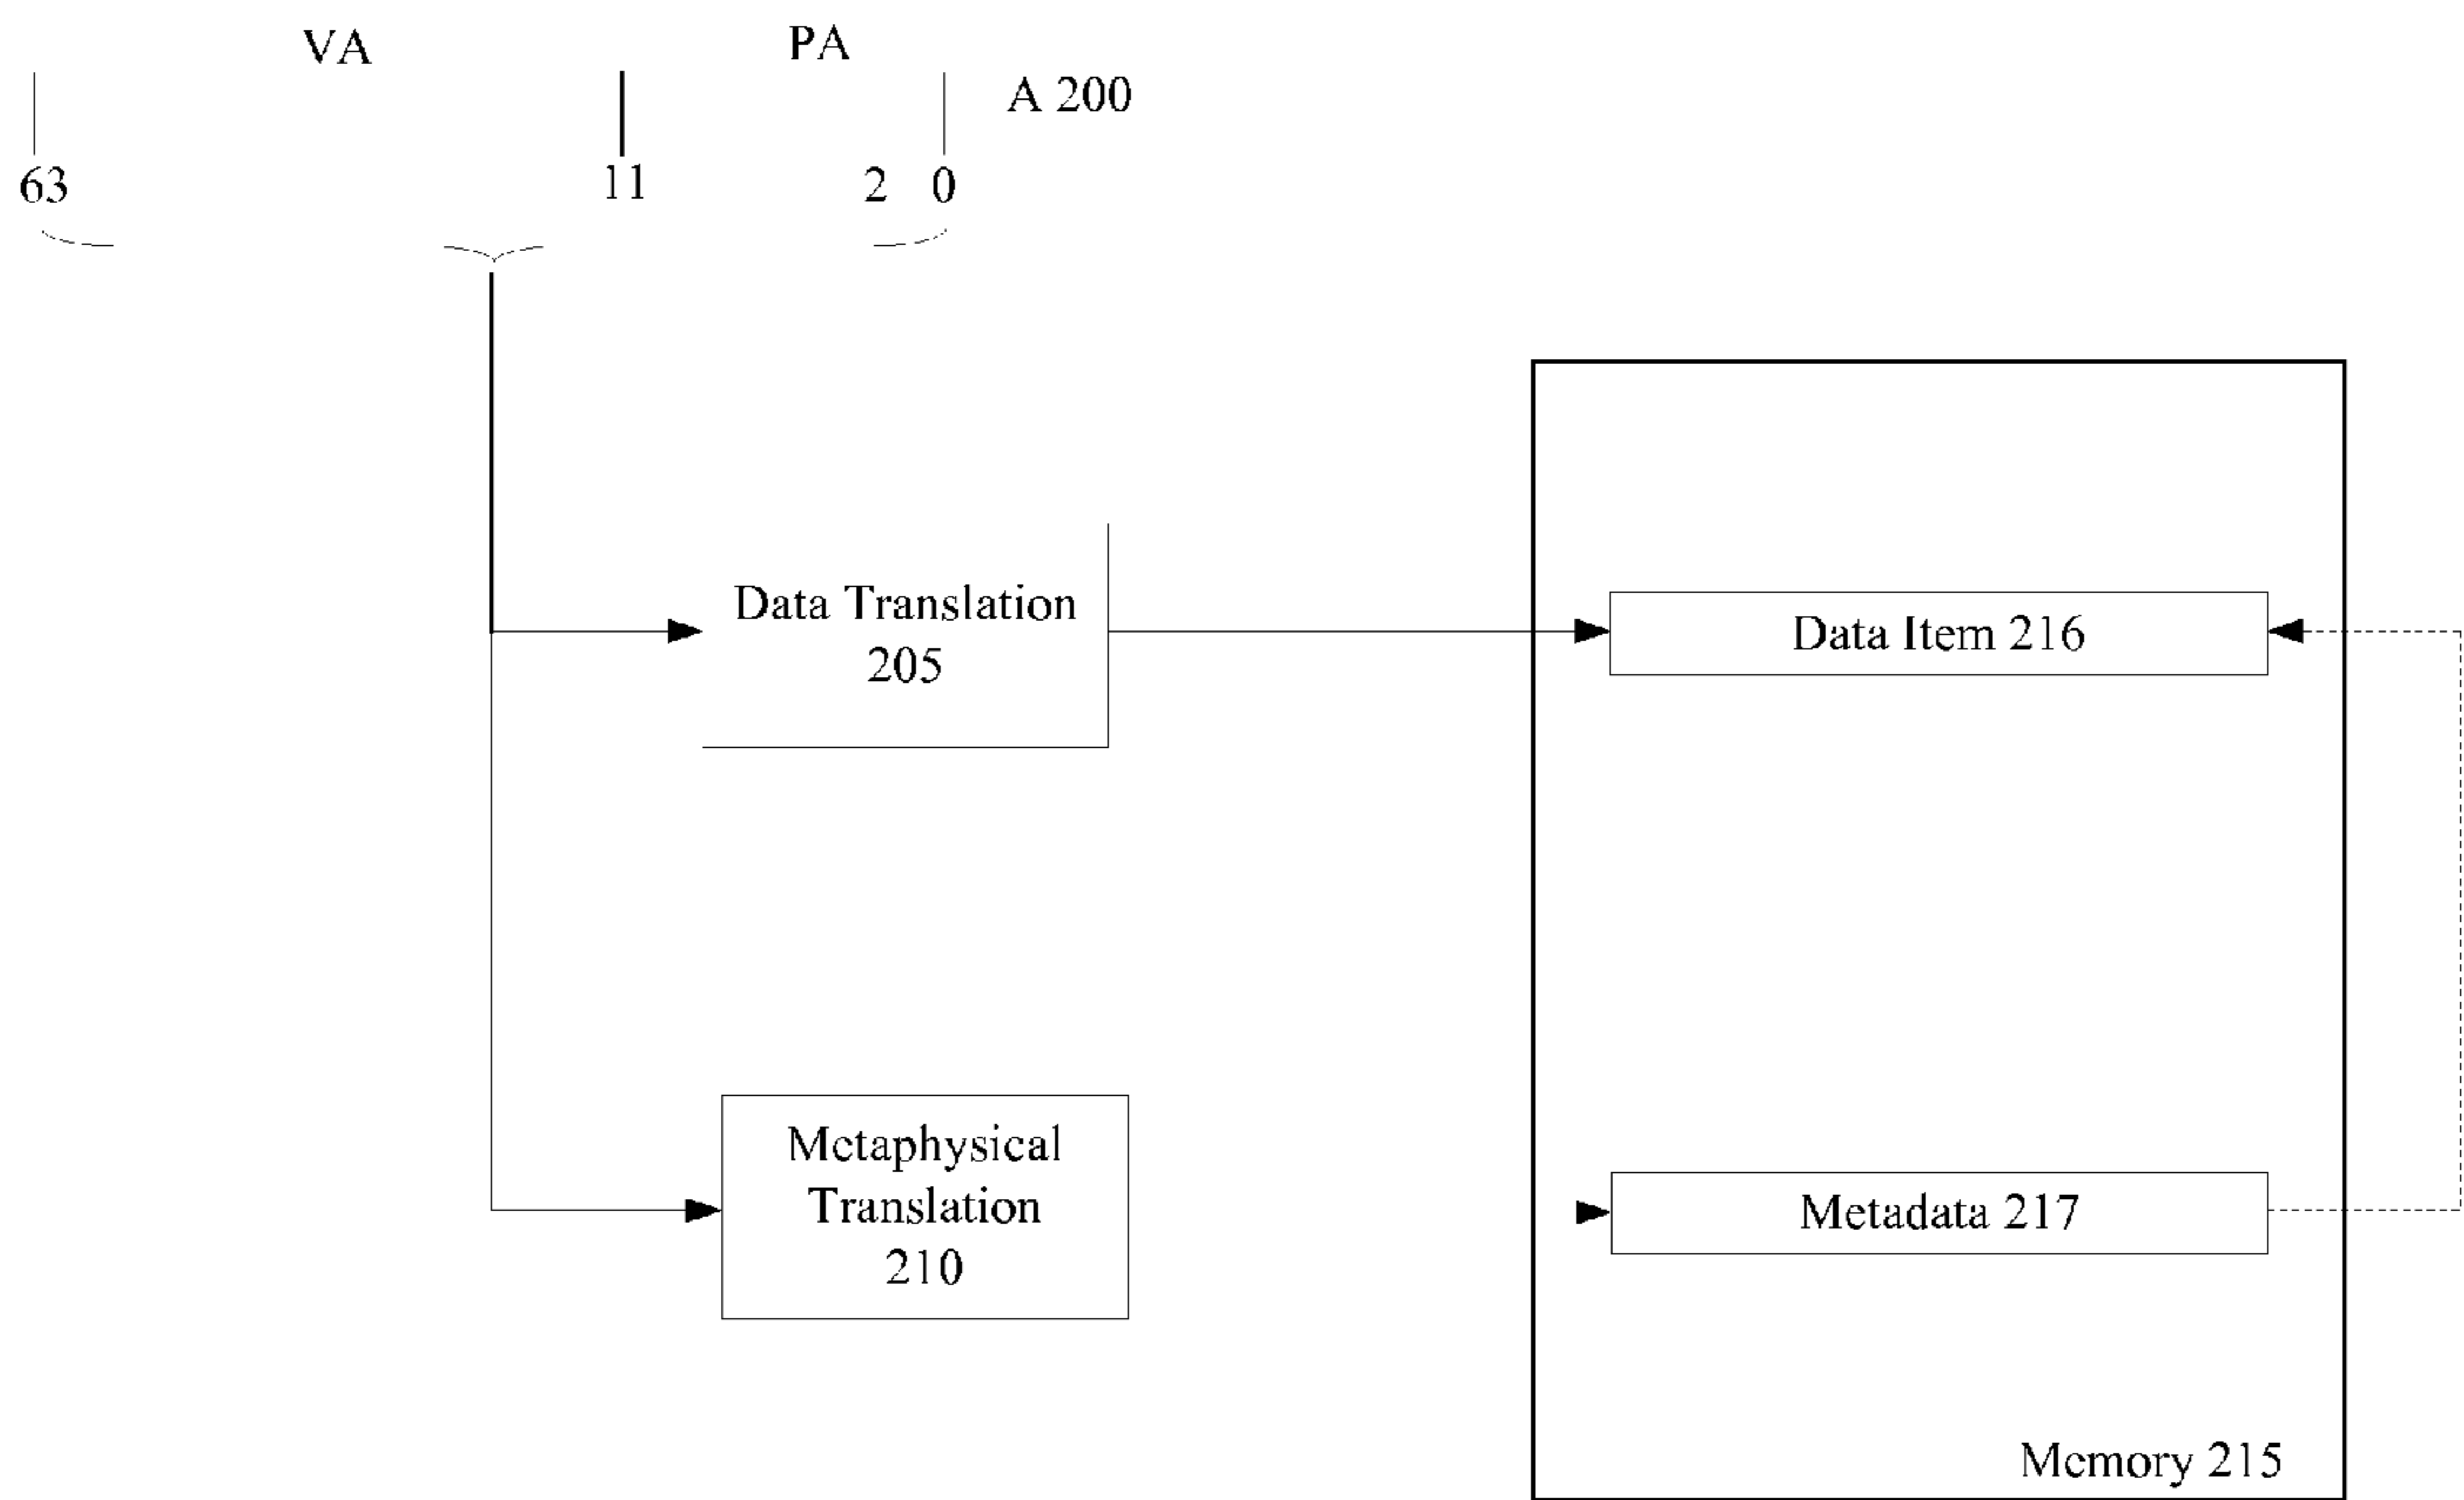 VA
PA
A 200
63
11
2
0
Data Translation
205
Data Item 216
Metaphysical
Translation
210
Metadata 217
Memory 215